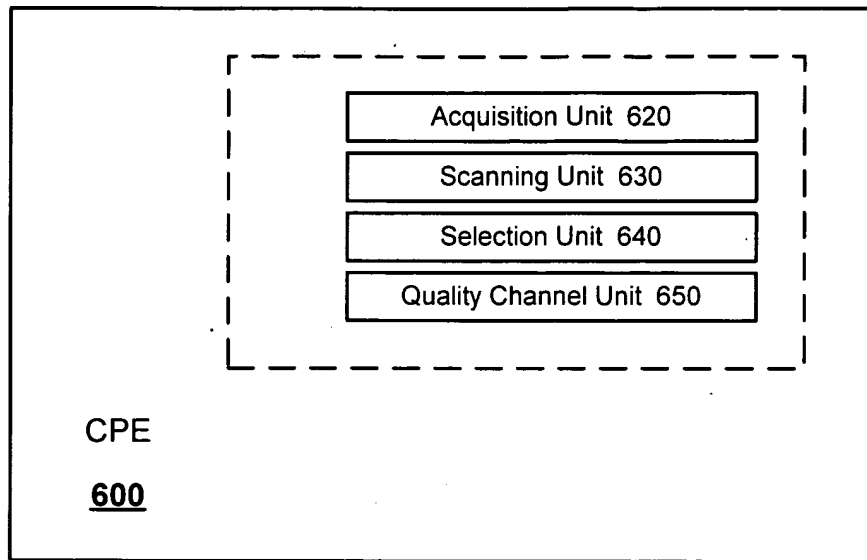 Acquisition Unit 620
Scanning Unit 630
Selection Unit 640
Quality Channel Unit 650
CPE
600